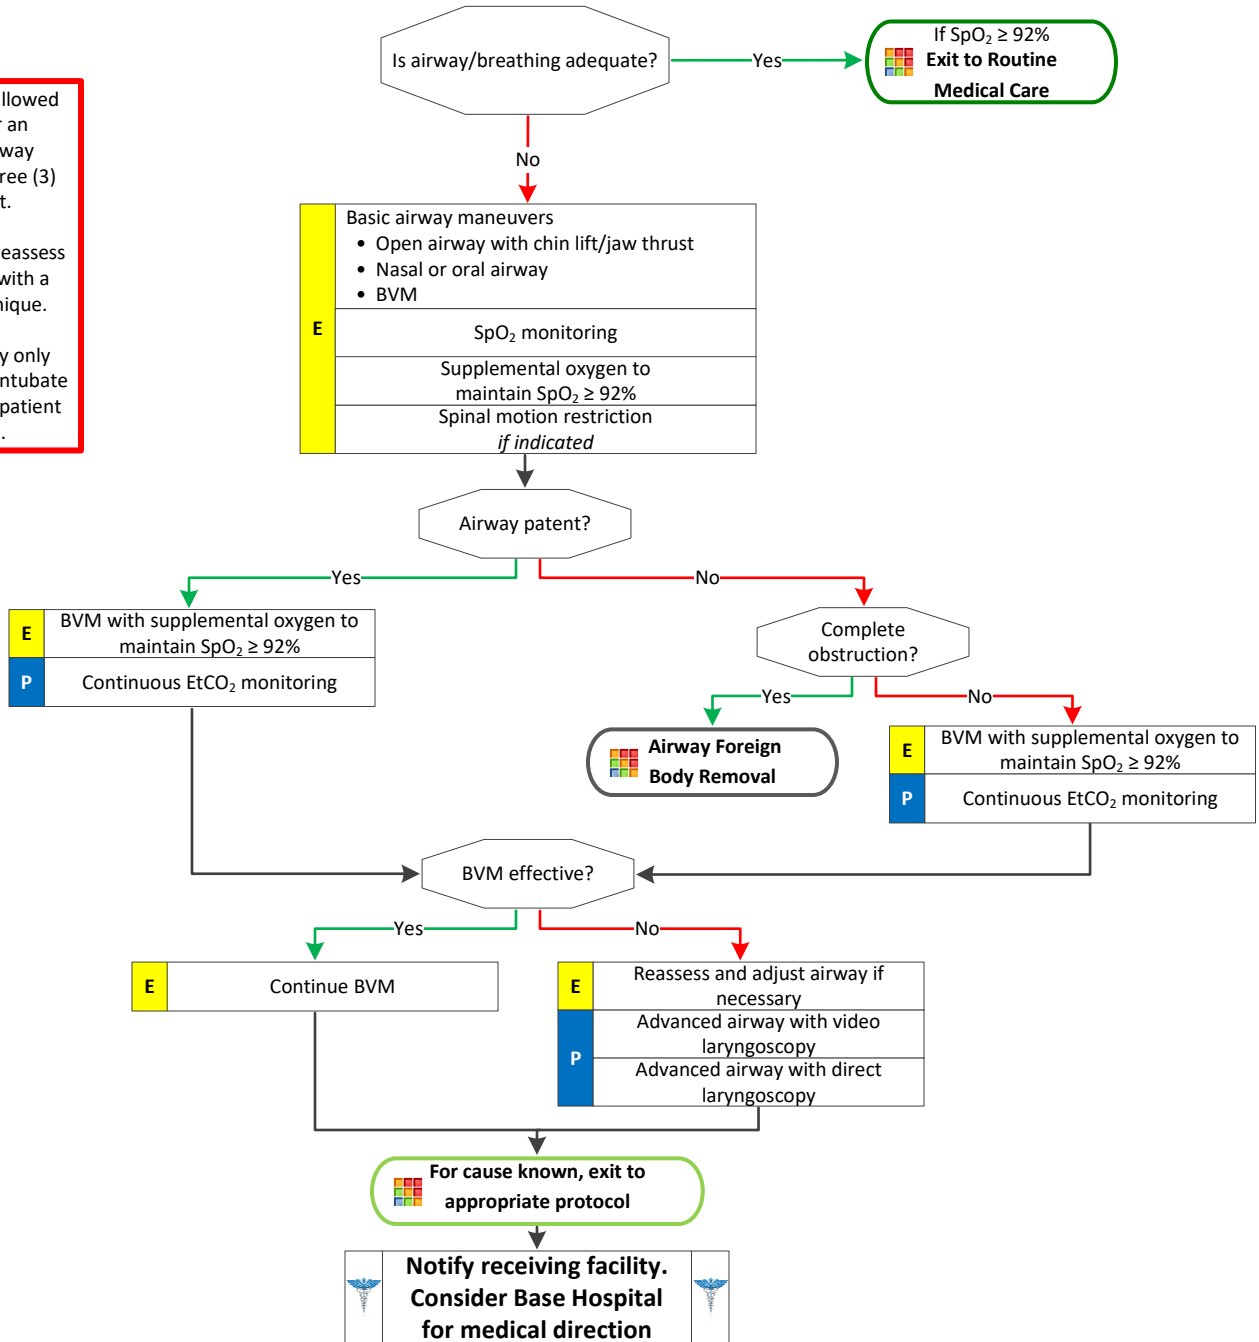 Is airway/breathing adequate?
Yes
If SpO₂ ≥ 92%
Exit to Routine
Medical Care
llowed
r an
way
ree (3)
t.
eassess
with a
nique.
y only
ntubate
patient
.
No
E
Basic airway maneuvers
• Open airway with chin lift/jaw thrust
• Nasal or oral airway
• BVM
SpO₂ monitoring
Supplemental oxygen to
maintain SpO₂ ≥ 92%
Spinal motion restriction
if indicated
Airway patent?
Yes
No
E
BVM with supplemental oxygen to
maintain SpO₂ ≥ 92%
P
Continuous EtCO₂ monitoring
Complete
obstruction?
Yes
No
Airway Foreign
Body Removal
E
BVM with supplemental oxygen to
maintain SpO₂ ≥ 92%
P
Continuous EtCO₂ monitoring
BVM effective?
Yes
No
E
Continue BVM
E
Reassess and adjust airway if
necessary
P
Advanced airway with video
laryngoscopy
Advanced airway with direct
laryngoscopy
For cause known, exit to
appropriate protocol
Notify receiving facility.
Consider Base Hospital
for medical direction